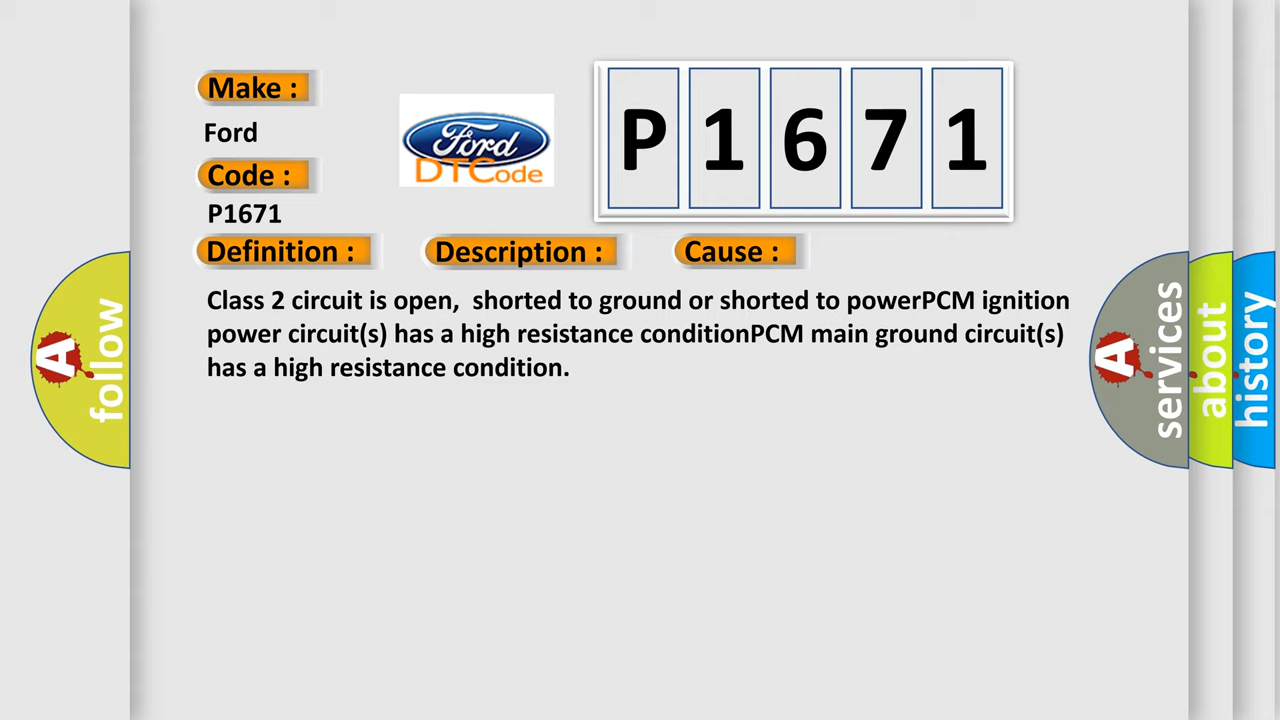 Make :
Ford
Code :
P1671
Ford
DTCode
P 1 6 7 1
Definition :
Description :
Cause :
Class 2 circuit is open,  shorted to ground or shorted to powerPCM ignition
power circuit(s) has a high resistance conditionPCM main ground circuit(s)
has a high resistance condition.
A follow
A services
about
history